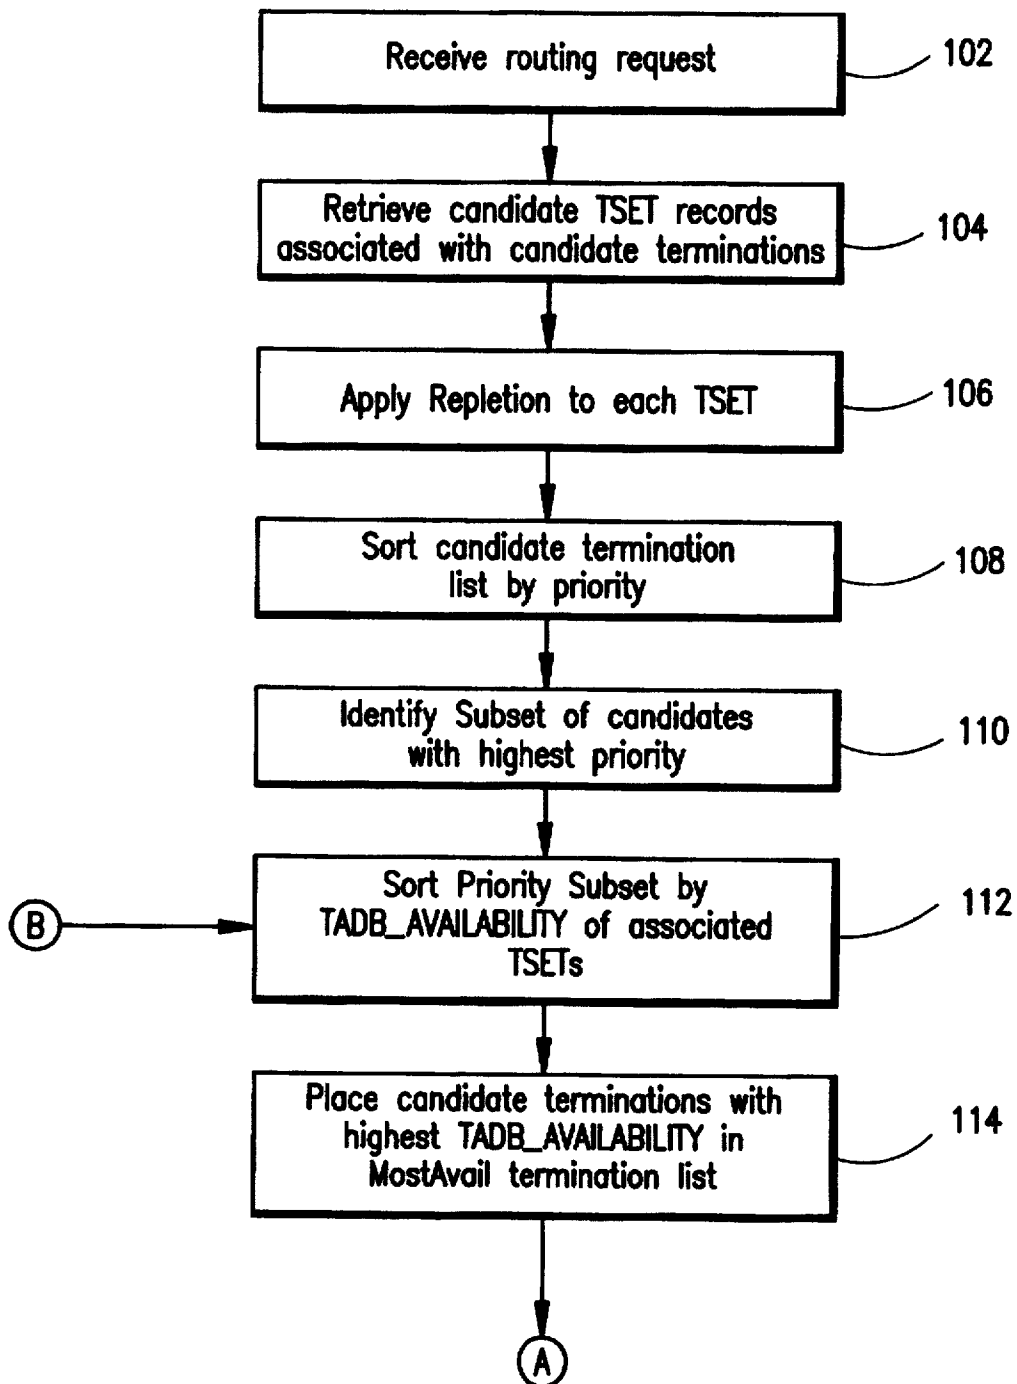 Receive routing request
102
Retrieve candidate TSET records
associated with candidate terminations
104
Apply Repletion to each TSET
106
Sort candidate termination
list by priority
108
Identify Subset of candidates
with highest priority
110
Sort Priority Subset by
TADB_AVAILABILITY of associated
TSETs
112
B
Place candidate terminations with
highest TADB_AVAILABILITY in
MostAvail termination list
114
A